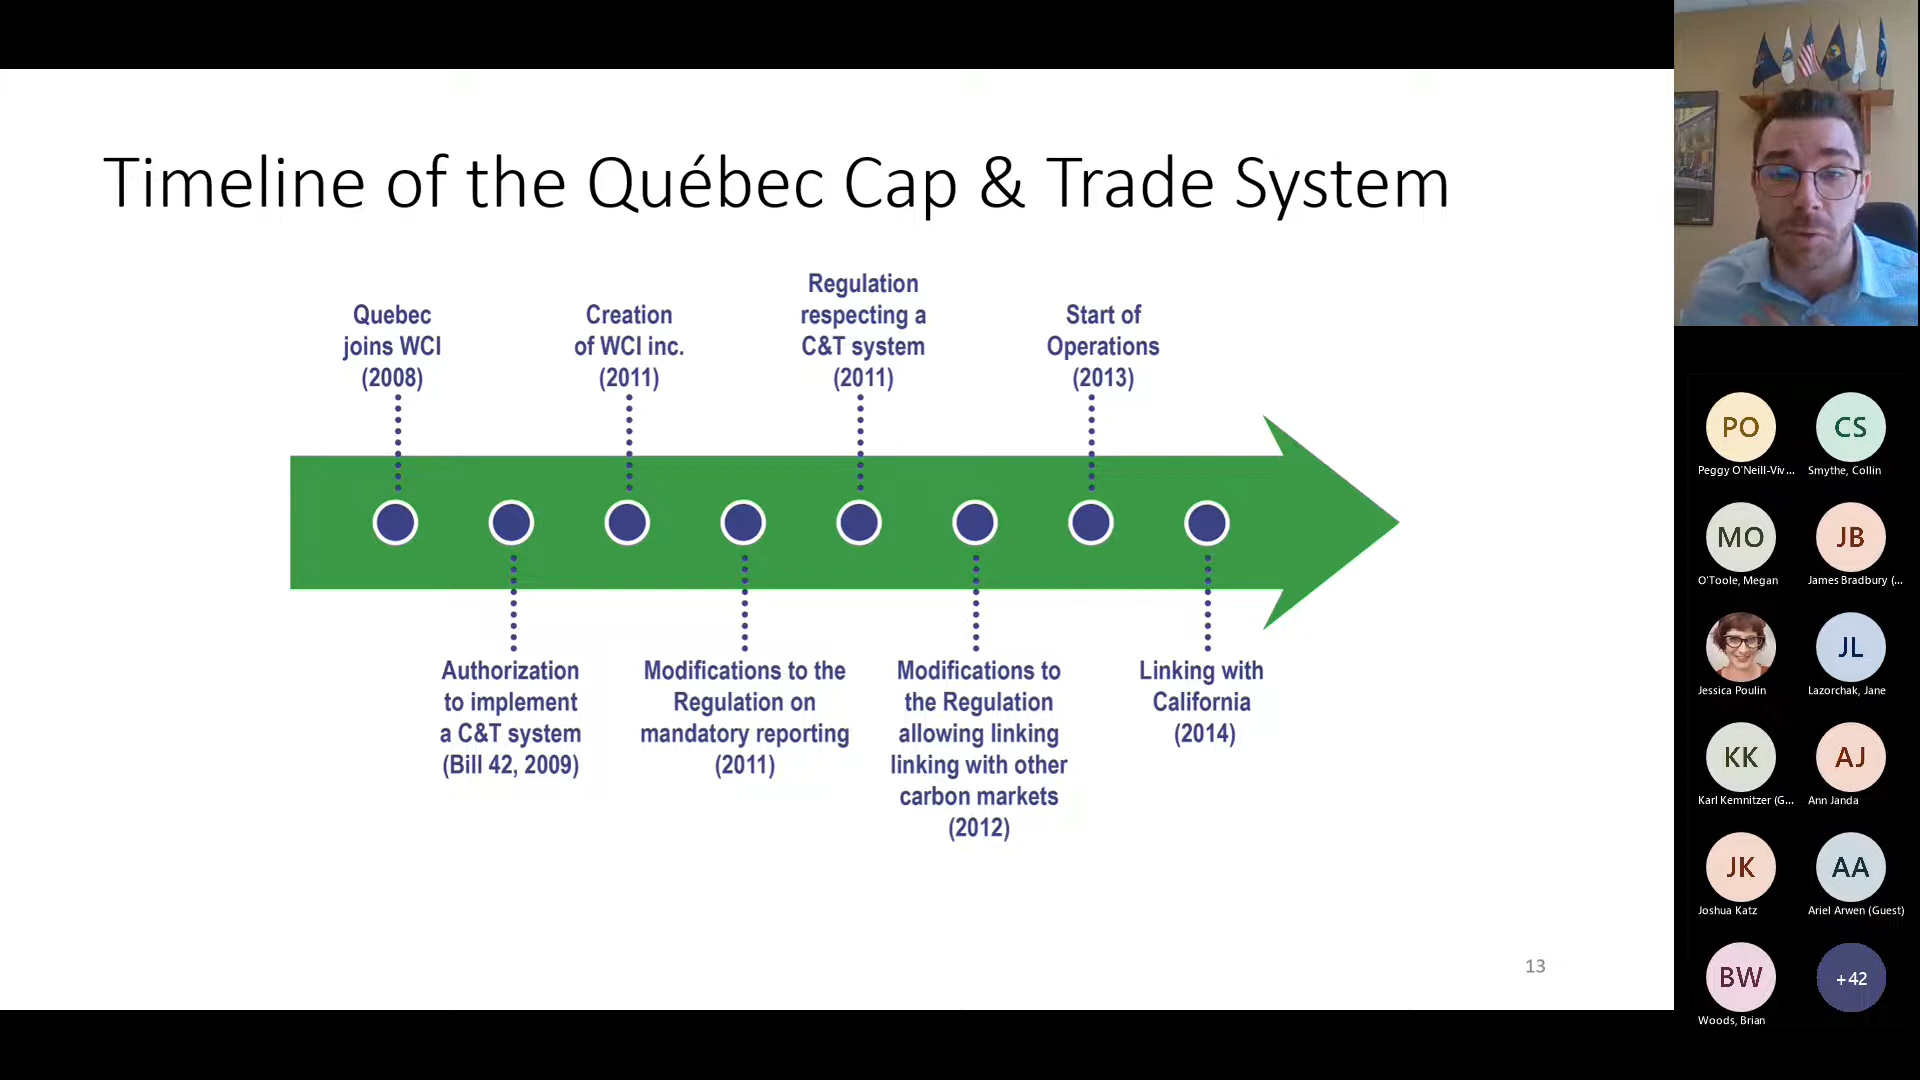 Timeline of the Québec Cap & Trade System
Quebec
joins WCI
(2008)
Creation
of WCI inc.
(2011)
Regulation
respecting a
C&T system
(2011)
Start of
Operations
(2013)
Authorization
to implement
a C&T system
(Bill 42, 2009)
Modifications to the
Regulation on
mandatory reporting
(2011)
Modifications to
the Regulation
allowing linking
linking with other
carbon markets
(2012)
Linking with
California
(2014)
13
PO
Peggy O'Neill-Viv...
CS
Smythe, Collin
MO
O'Toole, Megan
JB
James Bradbury (...
Jessica Poulin
JL
Lazorchak, Jane
KK
Karl Kemnitzer (G...
AJ
Ann Janda
JK
Joshua Katz
AA
Ariel Arwen (Guest)
BW
Woods, Brian
+42